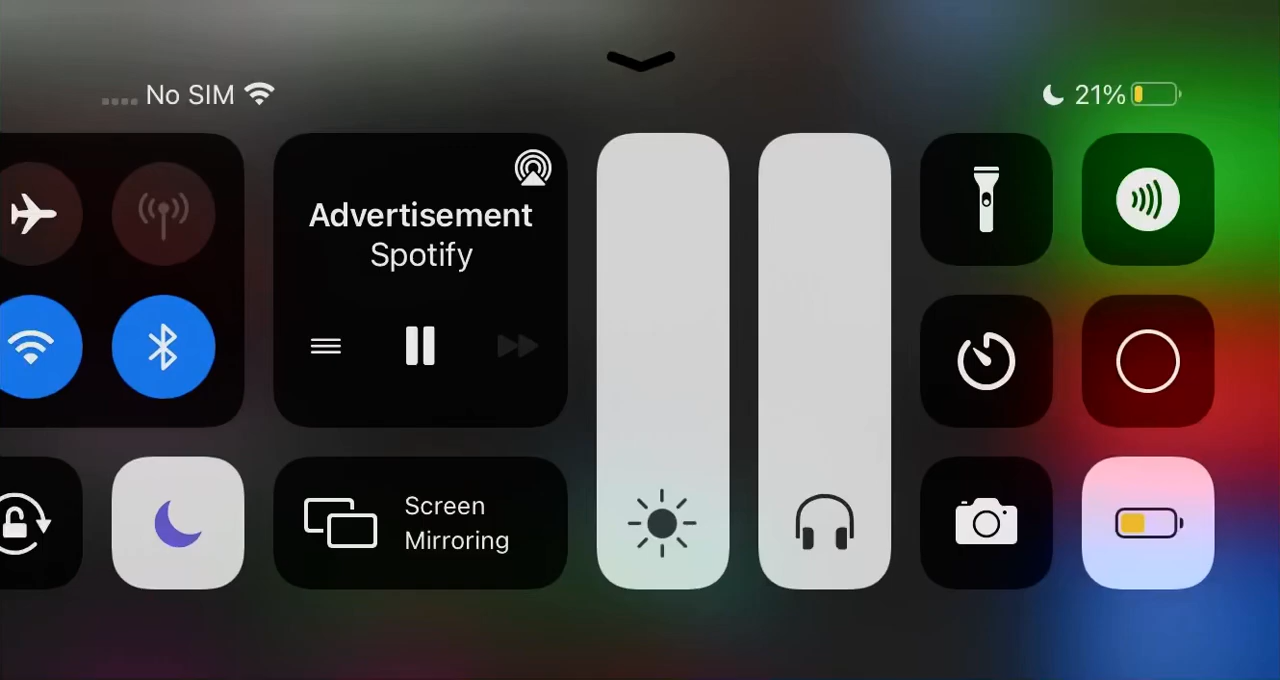 No SIM
21%
Advertisement
Spotify
Screen
Mirroring